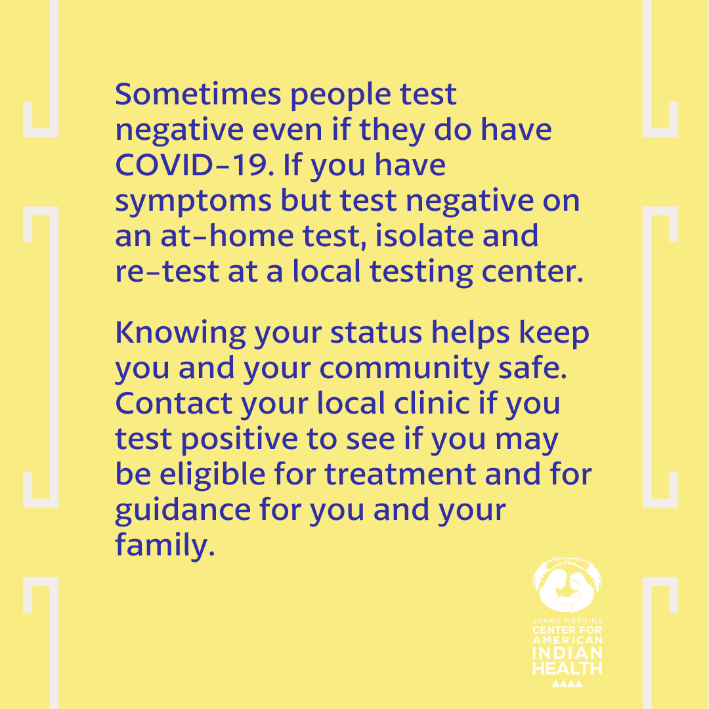 Sometimes people test
negative even if they do have
COVID-19. If you have
symptoms but test negative on
an at-home test, isolate and
re-test at a local testing center.
Knowing your status helps keep
you and your community safe.
Contact your local clinic if you
test positive to see if you may
be eligible for treatment and for
guidance for you and your
family.
JOHNS HOPKINS
CENTER FOR
AMERICAN
INDIAN
HEALTH